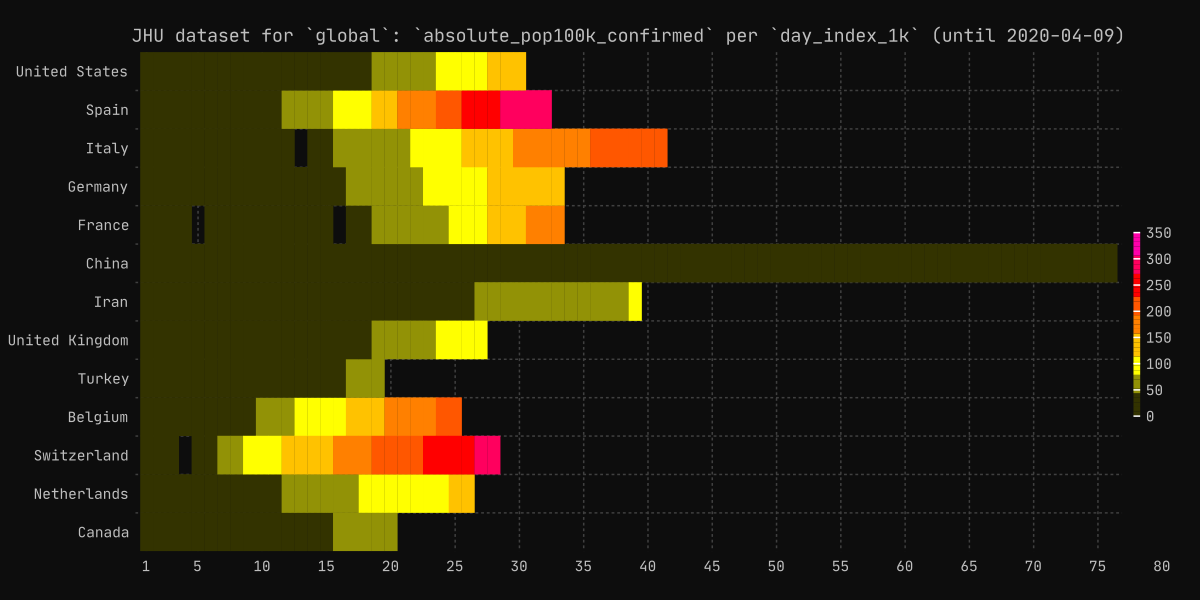 JHU dataset for `global`: `absolute_pop100k_confirmed` per `day_index_1k` (until 2020-04-09)
United States
Spain
Italy
Germany
France
China
Iran
United Kingdom
Turkey
Belgium
Switzerland
Netherlands
Canada
1 5 10 15 20 25 30 35 40 45 50 55 60 65 70 75 80
350
300
250
200
150
100
50
0